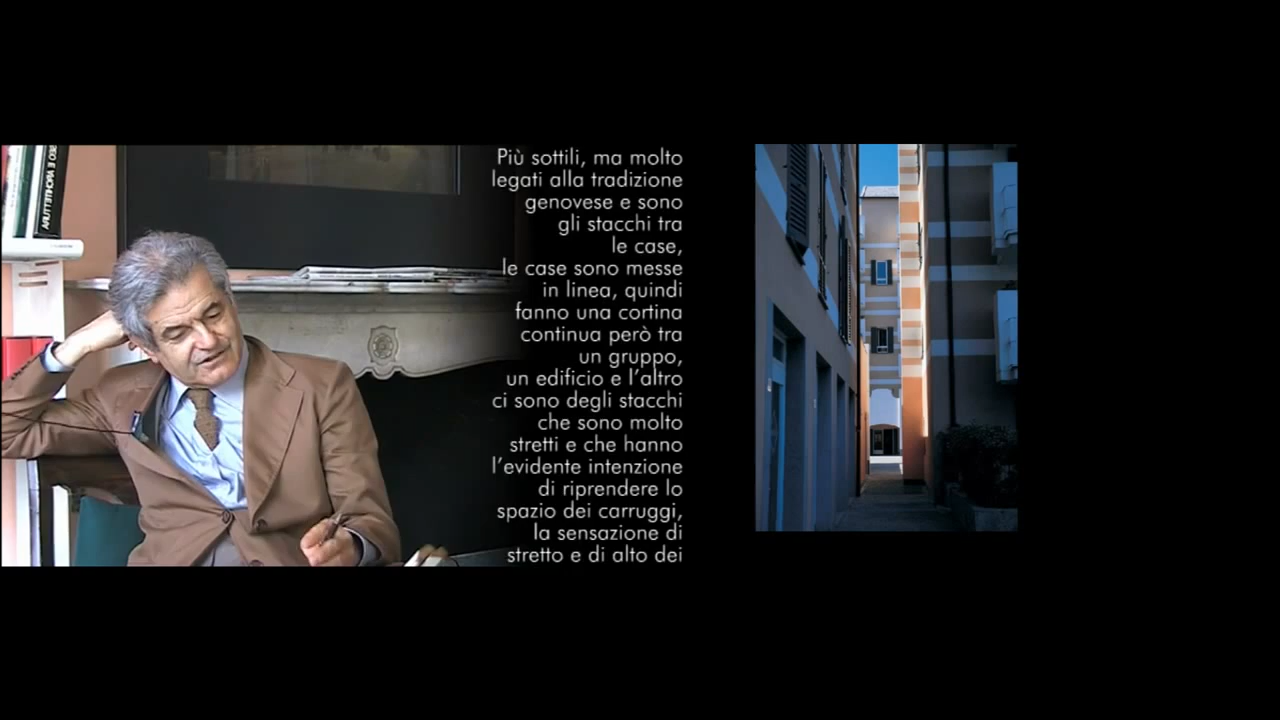 Più sottili, ma molto
legati alla tradizione
genovese e sono
gli stacchi tra
le case,
le case sono messe
in linea, quindi
fanno una cortina
continua però tra
un gruppo,
un edificio e l'altro
ci sono degli stacchi
che sono molto
stretti e che hanno
l'evidente intenzione
di riprendere lo
spazio dei carruggi,
la sensazione di
stretto e di alto dei